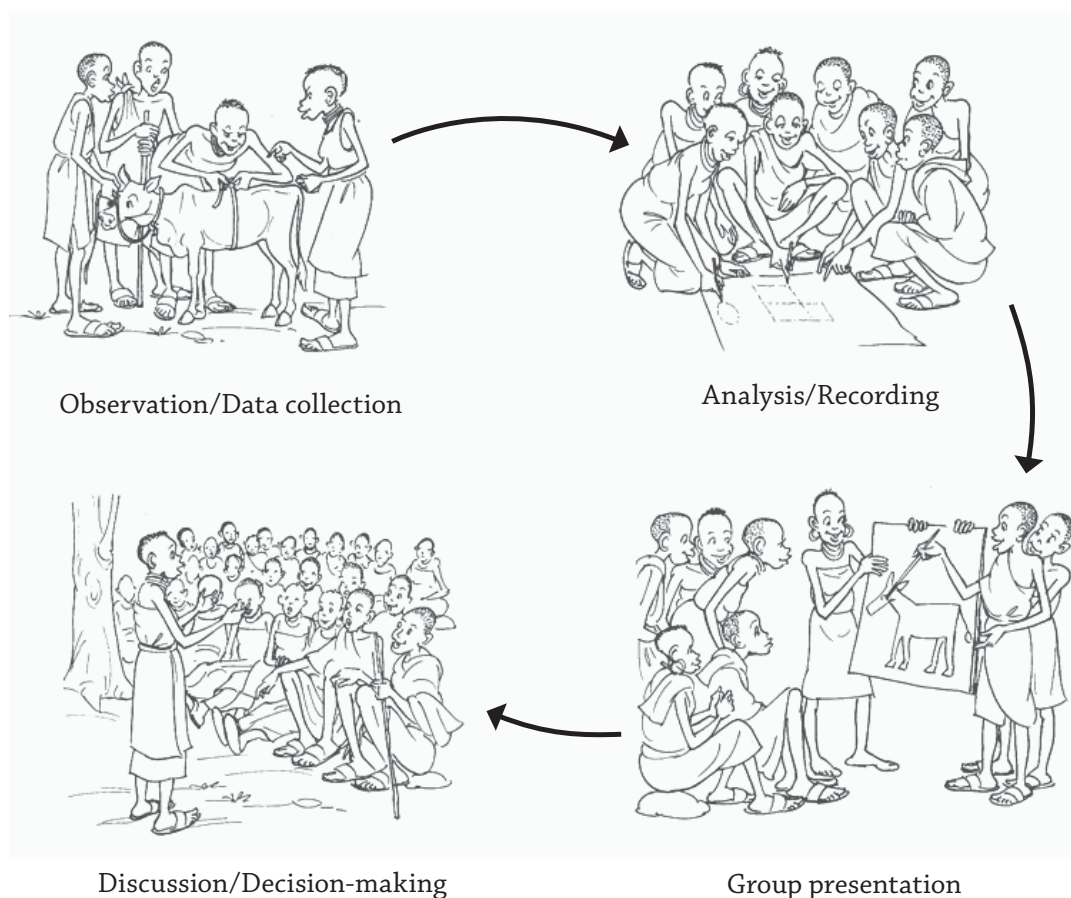 Observation/Data collection
Analysis/Recording
Discussion/Decision-making
Group presentation